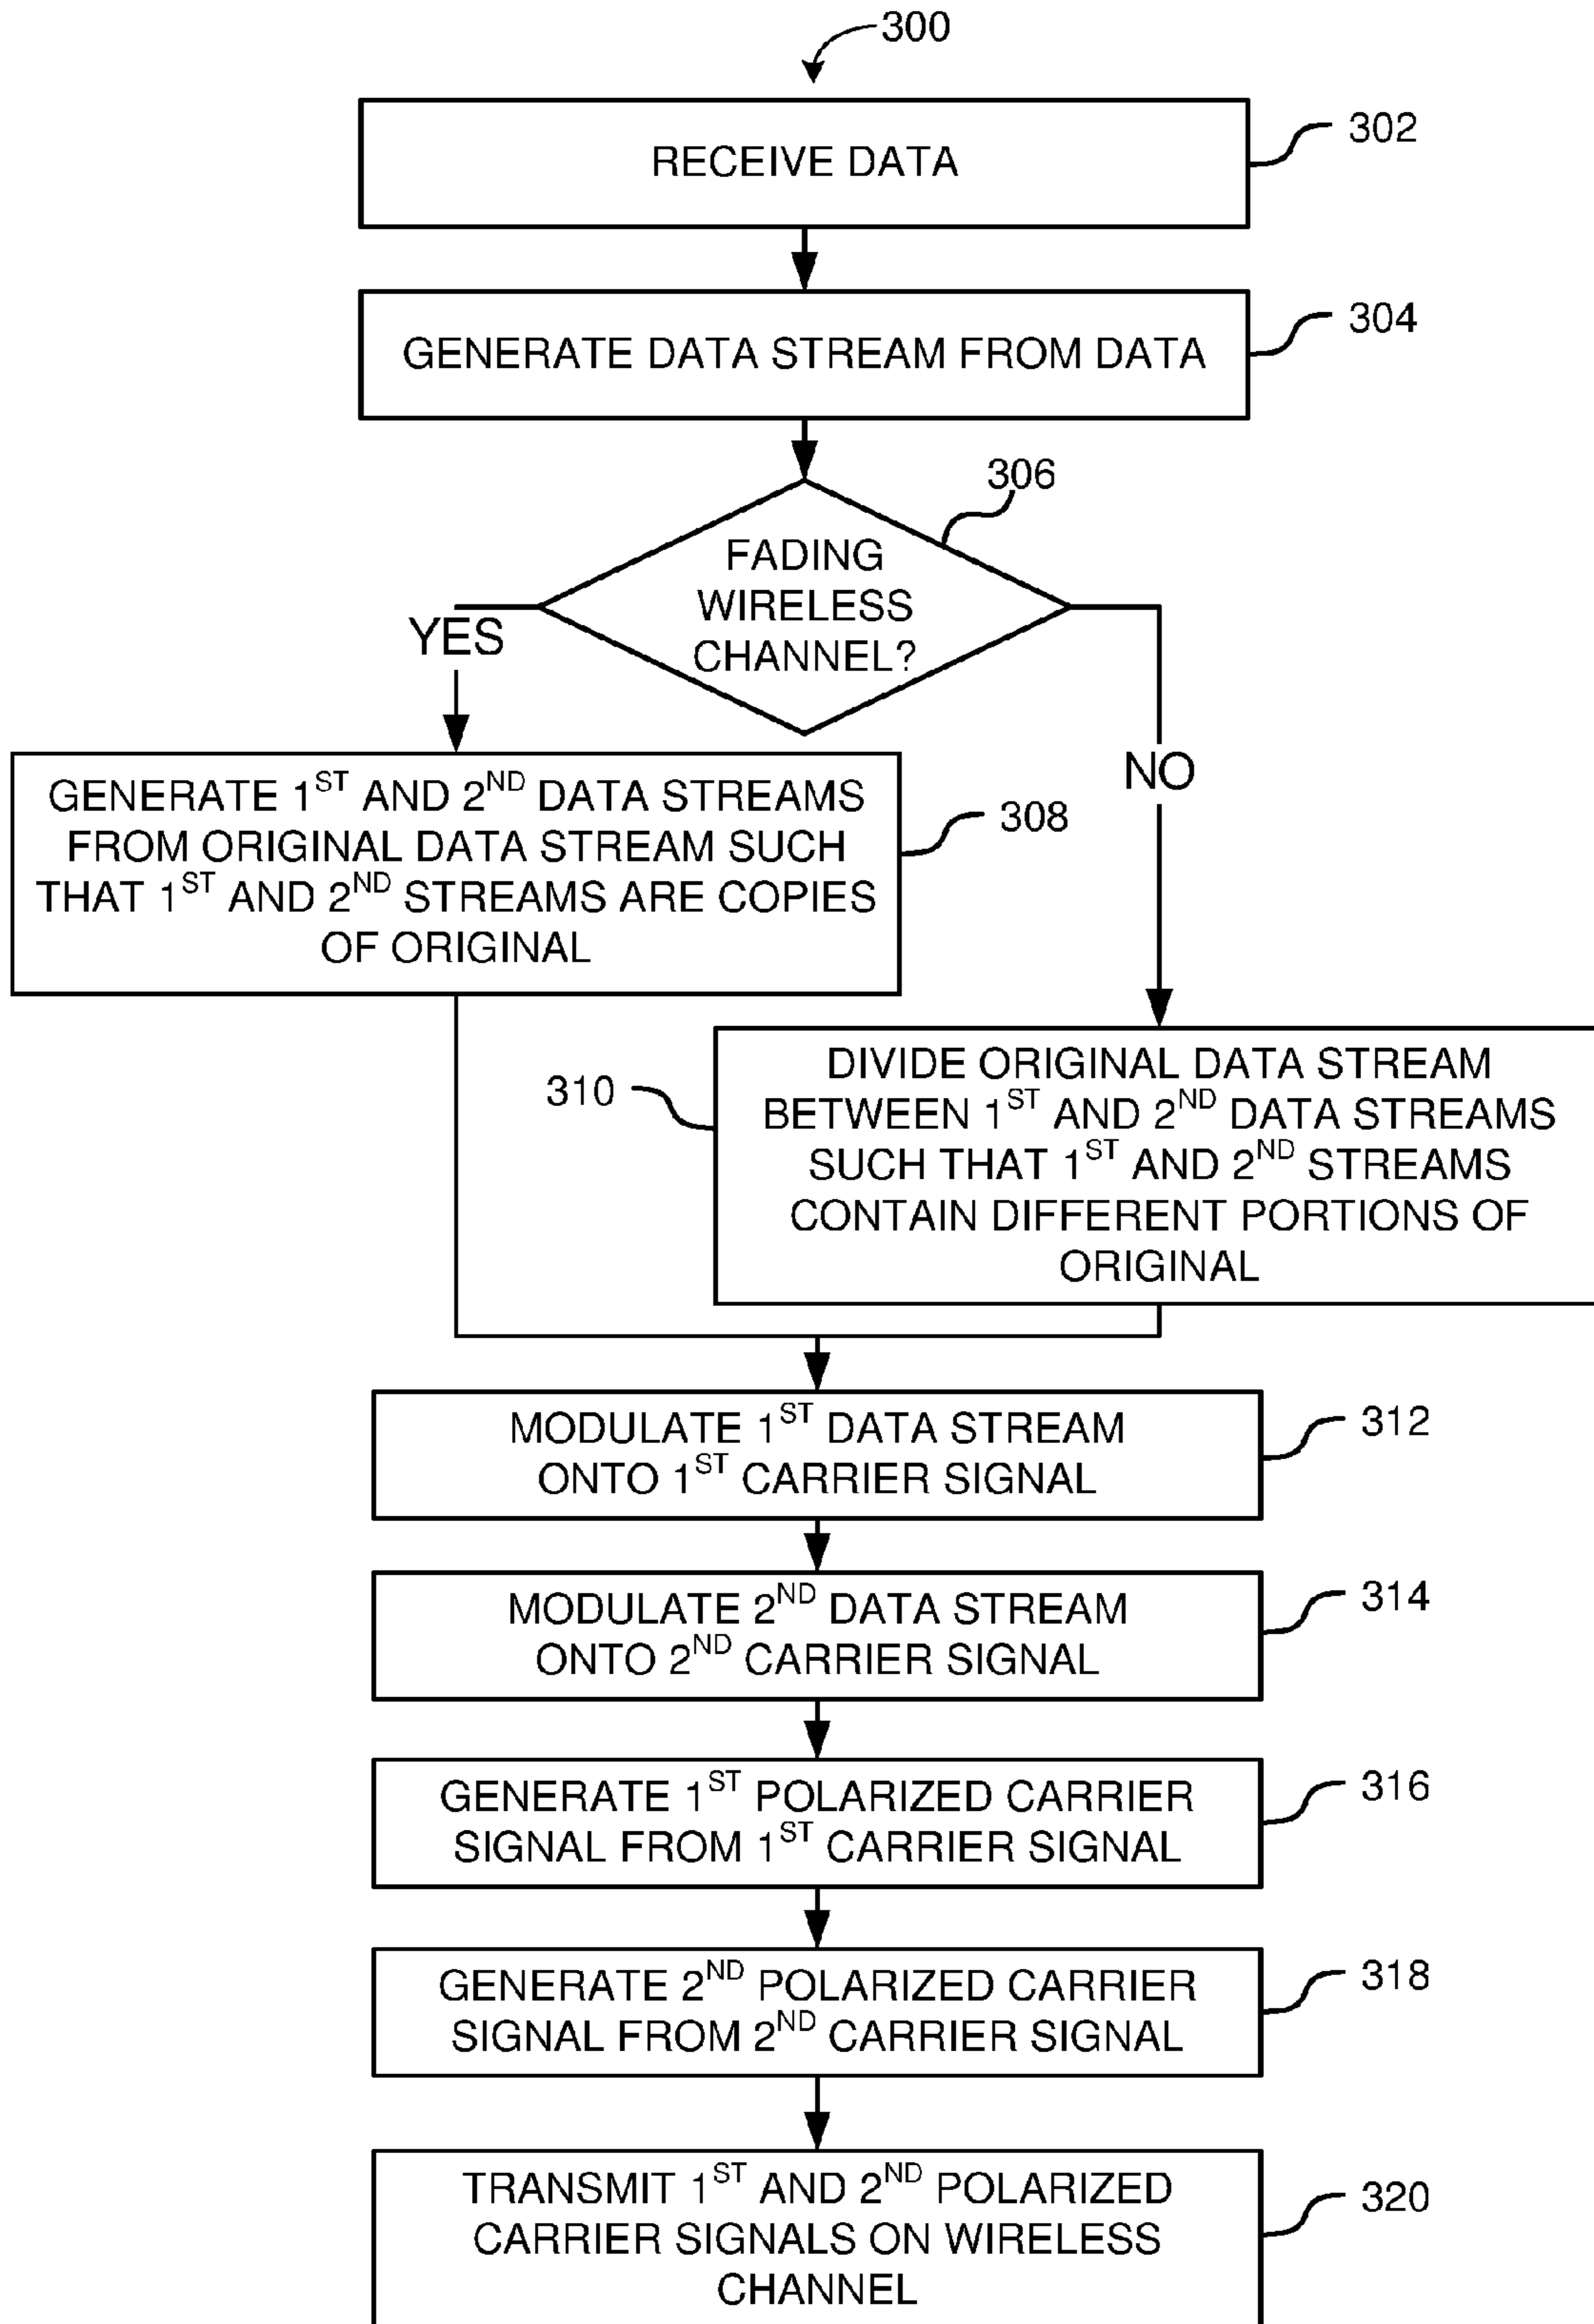 300
RECEIVE DATA
302
GENERATE DATA STREAM FROM DATA
304
306
FADING
WIRELESS
CHANNEL?
YES
NO
GENERATE 1ST AND 2ND DATA STREAMS
FROM ORIGINAL DATA STREAM SUCH
THAT 1ST AND 2ND STREAMS ARE COPIES
OF ORIGINAL
308
310
DIVIDE ORIGINAL DATA STREAM
BETWEEN 1ST AND 2ND DATA STREAMS
SUCH THAT 1ST AND 2ND STREAMS
CONTAIN DIFFERENT PORTIONS OF
ORIGINAL
MODULATE 1ST DATA STREAM
ONTO 1ST CARRIER SIGNAL
312
MODULATE 2ND DATA STREAM
ONTO 2ND CARRIER SIGNAL
314
GENERATE 1ST POLARIZED CARRIER
SIGNAL FROM 1ST CARRIER SIGNAL
316
GENERATE 2ND POLARIZED CARRIER
SIGNAL FROM 2ND CARRIER SIGNAL
318
TRANSMIT 1ST AND 2ND POLARIZED
CARRIER SIGNALS ON WIRELESS
CHANNEL
320